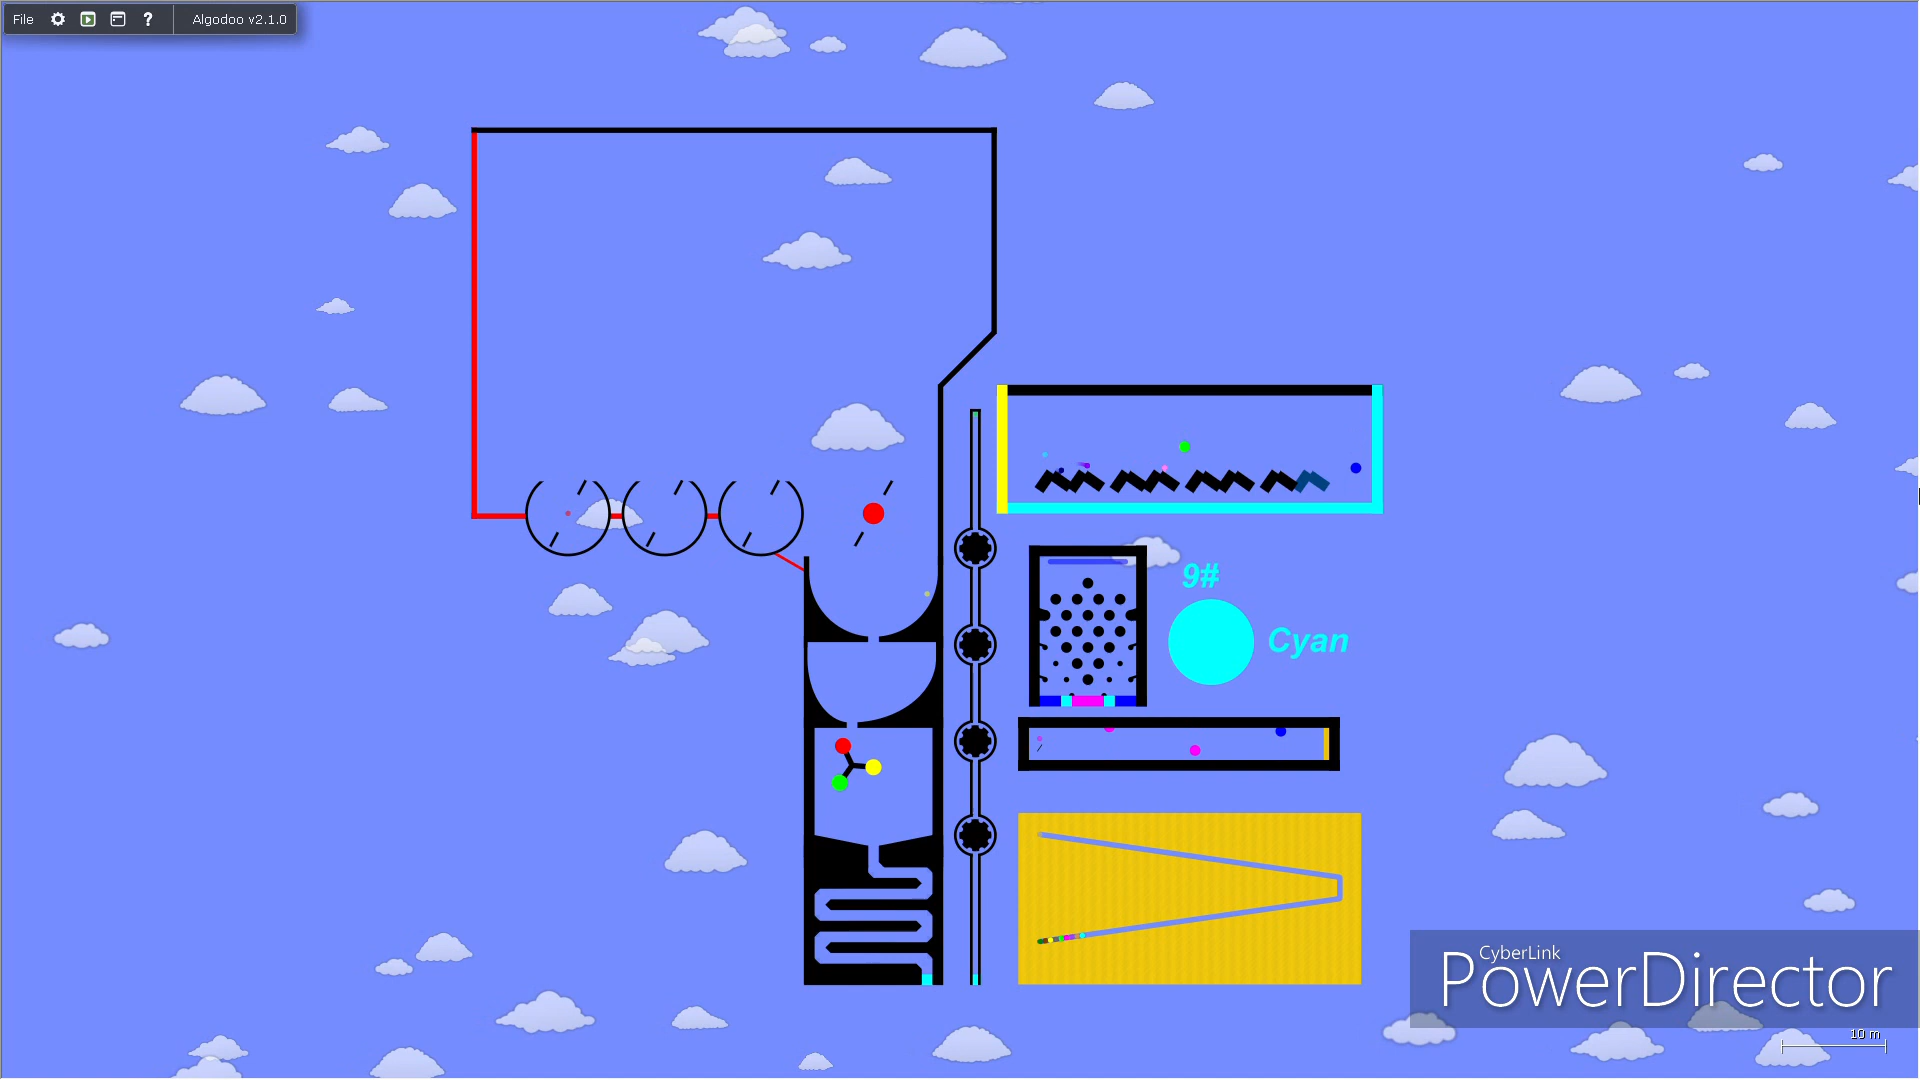 File ? Algodoo v2.1.0
9#
Cyan
CyberLink
PowerDirector
10 m